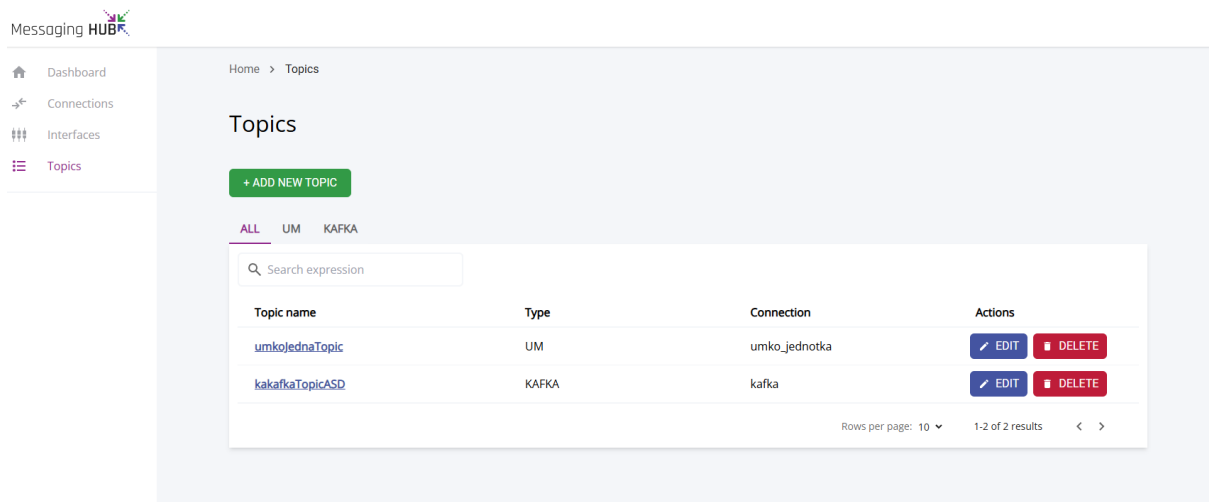 Messaging HUB
Dashboard
Connections
Interfaces
Topics
Home > Topics
Topics
+ ADD NEW TOPIC
ALL UM KAFKA
Search expression
Topic name Type Connection Actions
umkoJednaTopic UM umko_jednotka EDIT DELETE
kakafkaTopicASD KAFKA kafka EDIT DELETE
Rows per page: 10 1-2 of 2 results < >